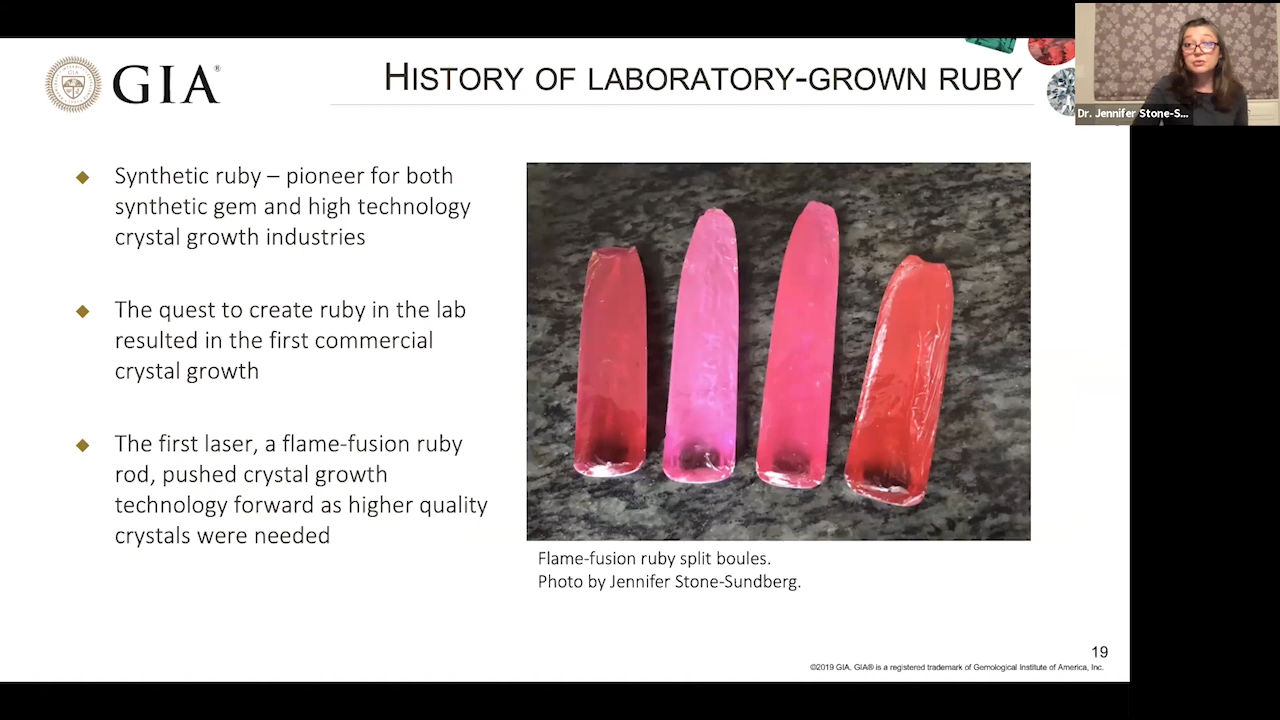 GIA®
HISTORY OF LABORATORY-GROWN RUBY
Dr. Jennifer Stone-S...
◆ Synthetic ruby – pioneer for both
synthetic gem and high technology
crystal growth industries
◆ The quest to create ruby in the lab
resulted in the first commercial
crystal growth
◆ The first laser, a flame-fusion ruby
rod, pushed crystal growth
technology forward as higher quality
crystals were needed
Flame-fusion ruby split boules.
Photo by Jennifer Stone-Sundberg.
19
©2019 GIA. GIA® is a registered trademark of Gemological Institute of America, Inc.